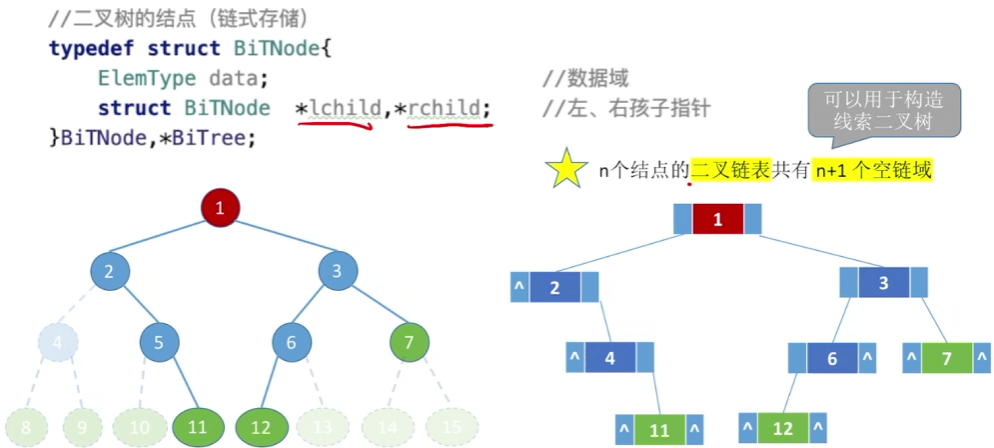 //二叉树的结点（链式存储）
typedef struct BiTNode{
ElemType data; //数据域
struct BiTNode *lchild,*rchild; //左、右孩子指针
}BiTNode,*BiTree;
可以用于构造
线索二叉树
n个结点的二叉链表共有 n+1 个空链域
1
2 3
4 5 6 7
8 9 10 11 12 13 14 15
1
^ 2 3
^ 4 6 ^ ^ 7 ^
^ 11 ^ ^ 12 ^